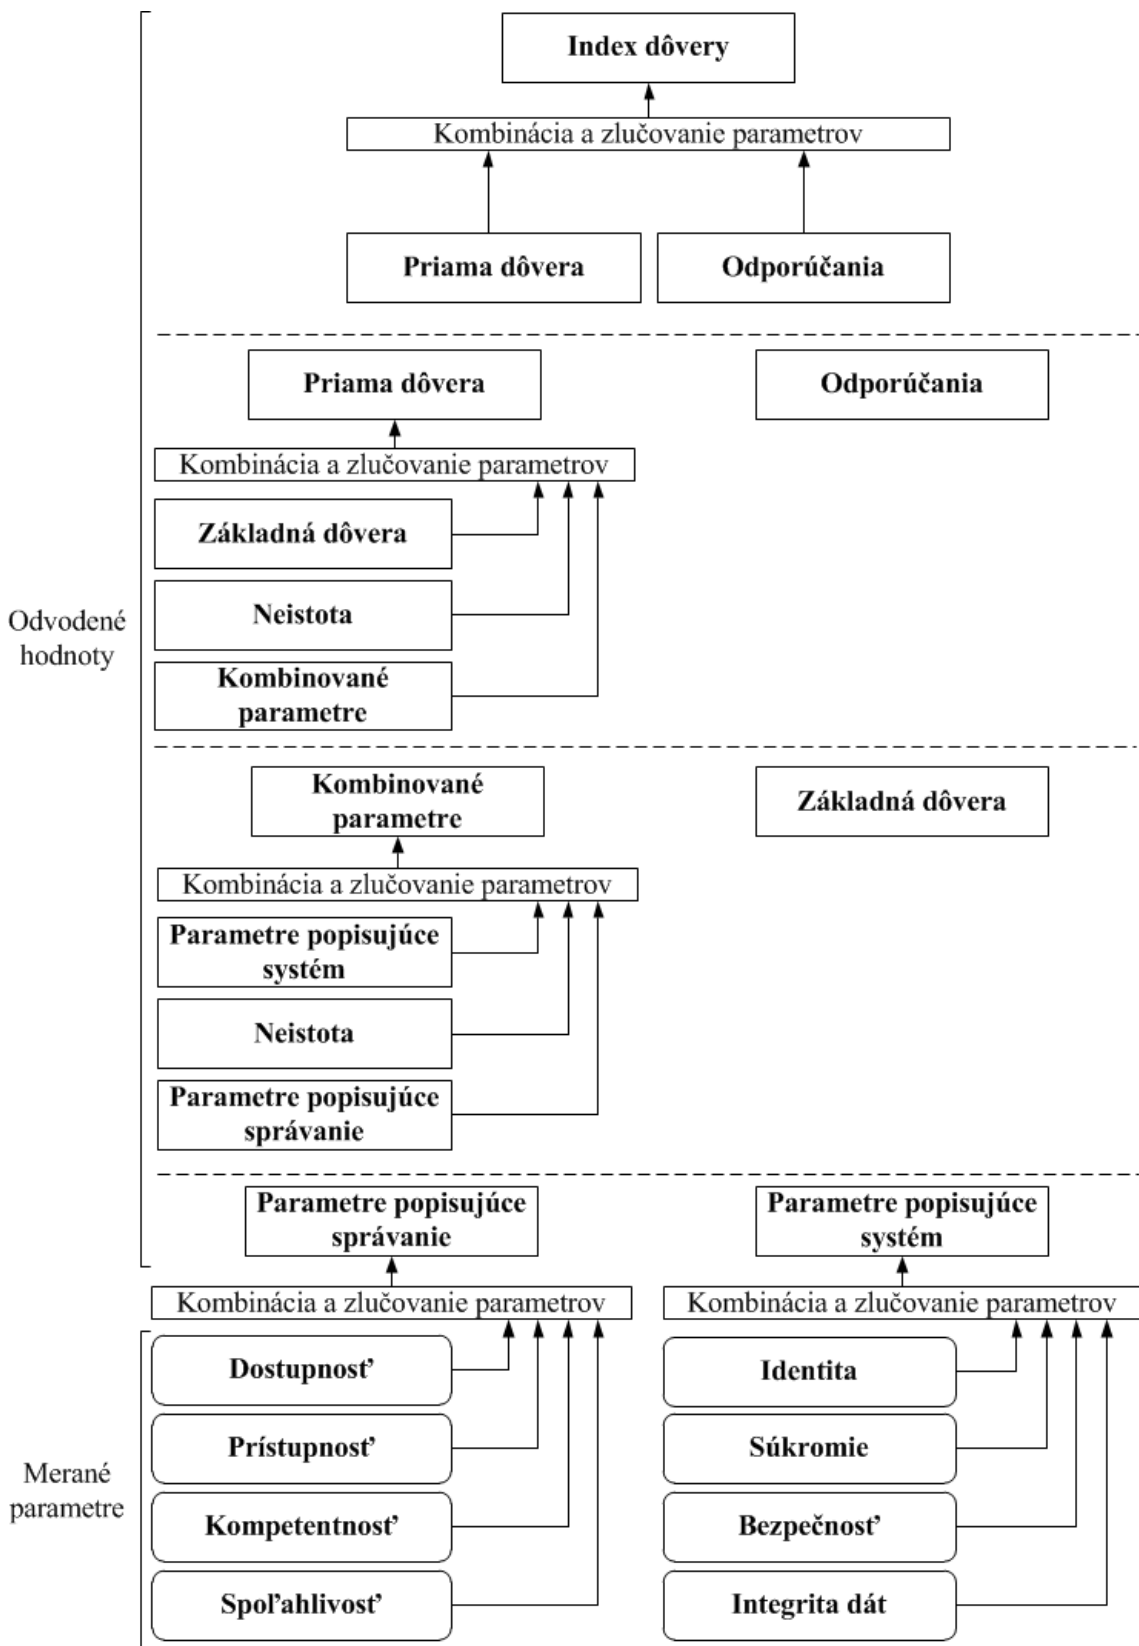 Index dôvery
Kombinácia a zlučovanie parametrov
Priama dôvera
Odporúčania
Priama dôvera
Odporúčania
Kombinácia a zlučovanie parametrov
Základná dôvera
Neistota
Kombinované
parametre
Odvodené
hodnoty
Kombinované
parametre
Základná dôvera
Kombinácia a zlučovanie parametrov
Parametre popisujúce
systém
Neistota
Parametre popisujúce
správanie
Parametre popisujúce
správanie
Parametre popisujúce
systém
Kombinácia a zlučovanie parametrov
Kombinácia a zlučovanie parametrov
Dostupnosť
Identita
Prístupnosť
Súkromie
Merané
parametre
Kompetentnosť
Bezpečnosť
Spoľahlivosť
Integrita dát